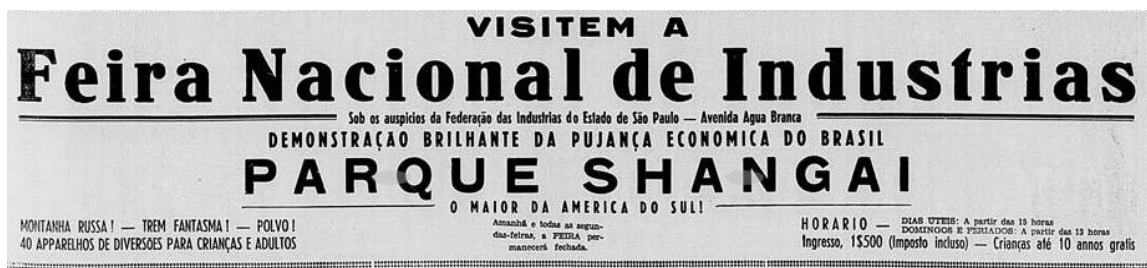 VISITEM A
Feira Nacional de Industrias
Sob os auspicios da Federação das Industrias do Estado de São Paulo — Avenida Agua Branca
DEMONSTRAÇÃO BRILHANTE DA PUJANÇA ECONOMICA DO BRASIL
PARQUE SHANGAI
O MAIOR DA AMERICA DO SUL!
MONTANHA RUSSA! — TREM FANTASMA! — POLVO!
40 APPARELHOS DE DIVERSÕES PARA CRIANÇAS E ADULTOS
Amanhã e todas as segun-
das-feiras, a FEIRA per-
manecerá fechada.
HORARIO — DIAS UTEIS: A partir das 15 horas
DOMINGOS E FERIADOS: A partir das 13 horas
Ingresso, 1$500 (Imposto incluso) — Crianças até 10 annos gratis